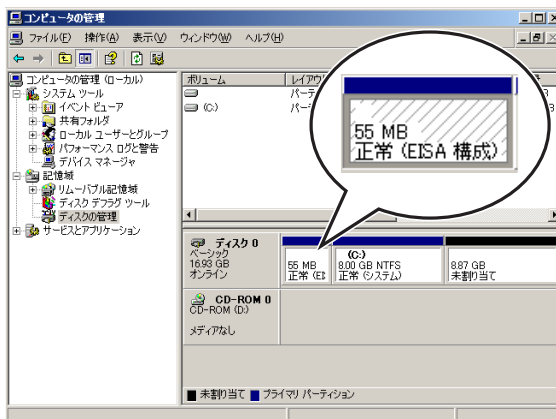 コンピュータの管理
ファイル(F) 操作(A) 表示(V) ウィンドウ(W) ヘルプ(H)
コンピュータの管理 (ローカル)
システム ツール
イベント ビューア
共有フォルダ
ローカル ユーザーとグループ
パフォーマンス ログと警告
デバイス マネージャ
記憶域
リムーバブル記憶域
ディスク デフラグ ツール
ディスクの管理
サービスとアプリケーション
ボリューム
(C:)
55 MB
正常 (EISA 構成)
ディスク 0
ベーシック
16.93 GB
オンライン
55 MB
正常 (EI
(C:)
8.00 GB NTFS
正常 (システム)
8.87 GB
未割り当て
CD-ROM 0
CD-ROM (D:)
メディアなし
未割り当て プライマリ パーティション